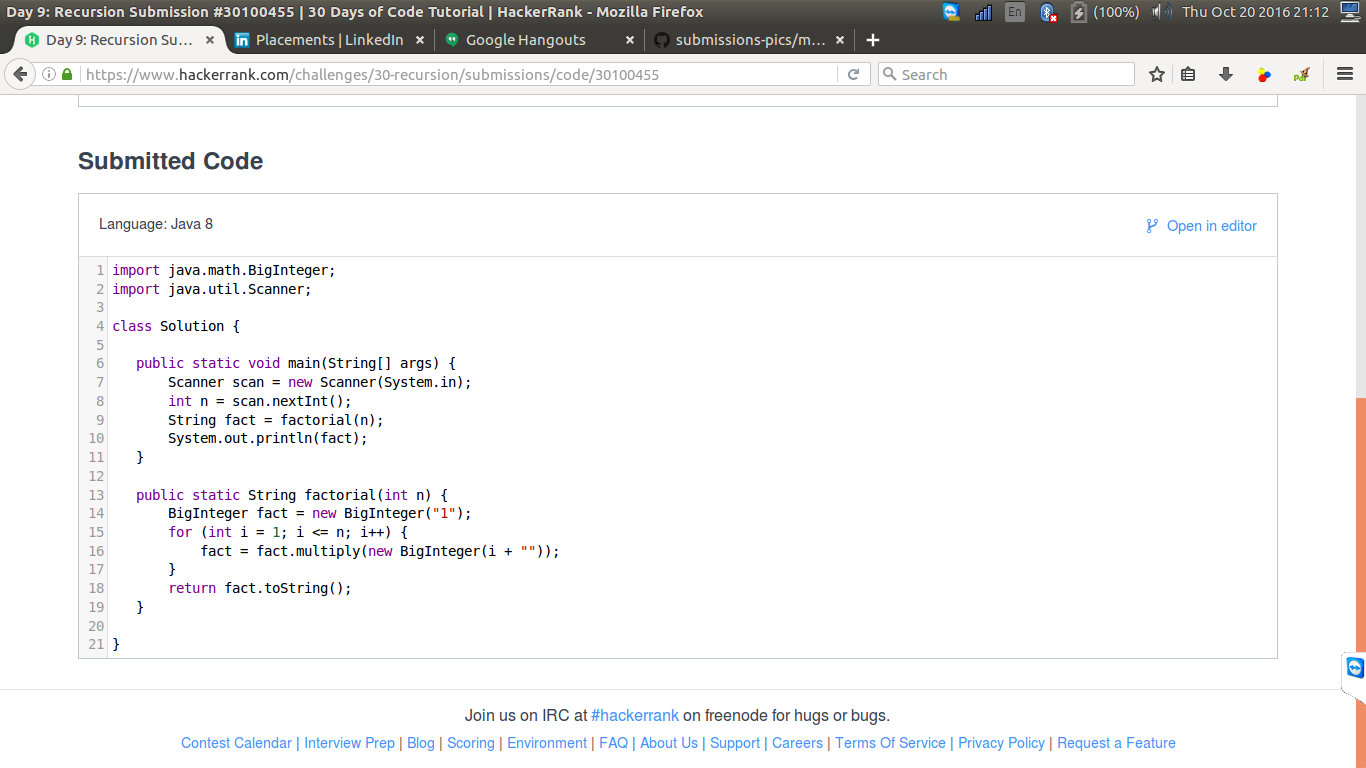 Day 9: Recursion Submission #30100455 | 30 Days of Code Tutorial | HackerRank - Mozilla Firefox
En
(100%)
Thu Oct 20 2016 21:12
Day 9: Recursion Su...
Placements | LinkedIn
Google Hangouts
submissions-pics/m...
https://www.hackerrank.com/challenges/30-recursion/submissions/code/30100455
Search
Submitted Code
Language: Java 8
Open in editor
1 import java.math.BigInteger;
2 import java.util.Scanner;
3
4 class Solution {
5
6    public static void main(String[] args) {
7        Scanner scan = new Scanner(System.in);
8        int n = scan.nextInt();
9        String fact = factorial(n);
10        System.out.println(fact);
11    }
12
13    public static String factorial(int n) {
14        BigInteger fact = new BigInteger("1");
15        for (int i = 1; i <= n; i++) {
16            fact = fact.multiply(new BigInteger(i + ""));
17        }
18        return fact.toString();
19    }
20
21 }
Join us on IRC at #hackerrank on freenode for hugs or bugs.
Contest Calendar | Interview Prep | Blog | Scoring | Environment | FAQ | About Us | Support | Careers | Terms Of Service | Privacy Policy | Request a Feature